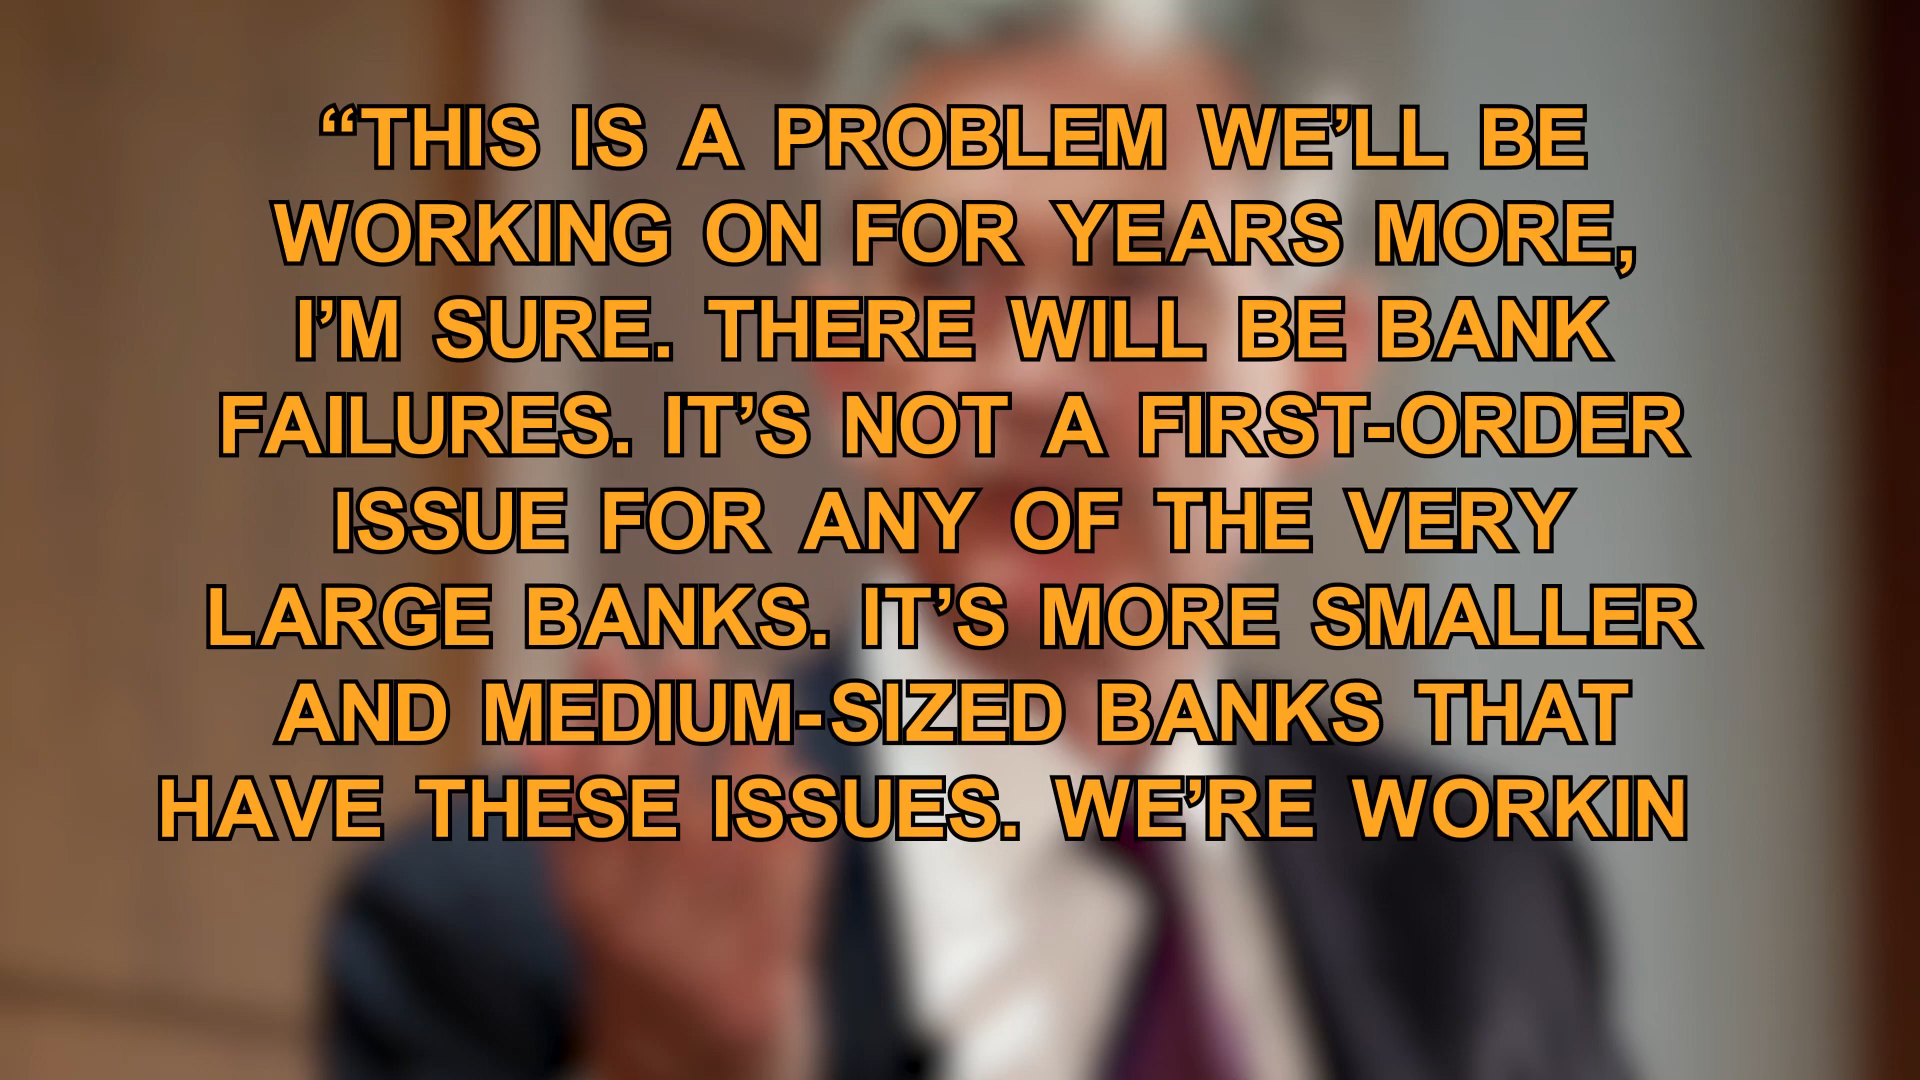 “THIS IS A PROBLEM WE’LL BE
WORKING ON FOR YEARS MORE,
I’M SURE. THERE WILL BE BANK
FAILURES. IT’S NOT A FIRST-ORDER
ISSUE FOR ANY OF THE VERY
LARGE BANKS. IT’S MORE SMALLER
AND MEDIUM-SIZED BANKS THAT
HAVE THESE ISSUES. WE’RE WORKIN